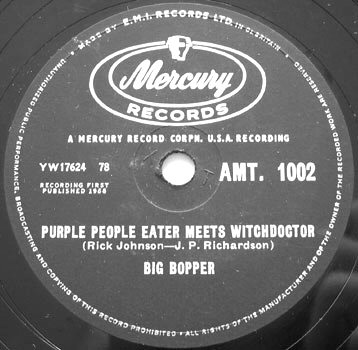 MADE BY E.M.I. RECORDS LTD. IN GT. BRITAIN
Mercury
RECORDS
A MERCURY RECORD CORPN. U.S.A. RECORDING
YW17624 78
AMT. 1002
RECORDING FIRST
PUBLISHED 1958
PURPLE PEOPLE EATER MEETS WITCHDOCTOR
(Rick Johnson—J. P. Richardson)
BIG BOPPER
ALL RIGHTS OF THE MANUFACTURER AND OF THE OWNER OF THE RECORDED WORK ARE RESERVED
UNAUTHORISED PUBLIC PERFORMANCE, BROADCASTING AND COPYING OF THIS RECORD PROHIBITED